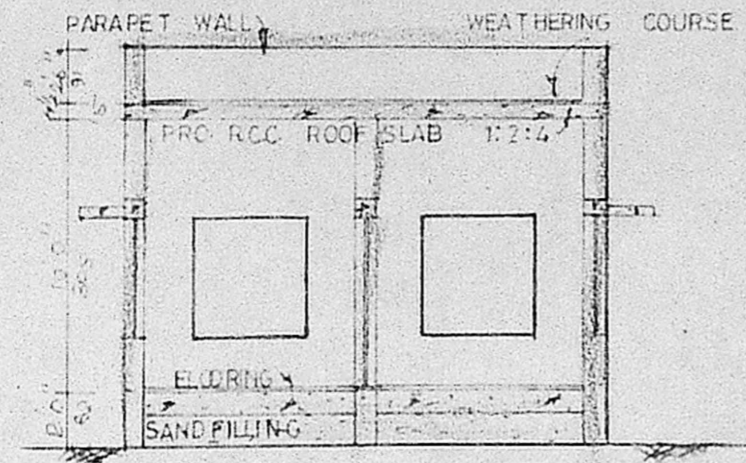 PARAPET WALL
WEATHERING COURSE
PRO. R.C.C. ROOF SLAB 1:2:4
FLOORING
SAND FILLING